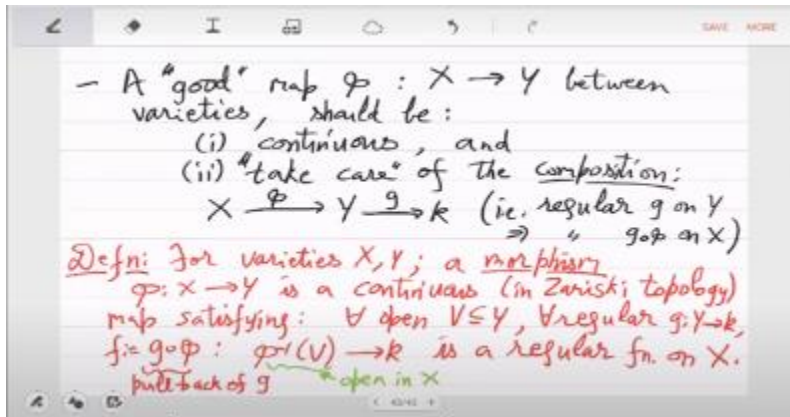 SAVE MORE
- A "good" map φ : X → Y between
varieties, should be :
(i) continuous, and
(ii) "take care" of the composition:
X —φ→ Y —g→ k (ie. regular g on Y
⇒ " g∘φ on X)
Defn: For varieties X, Y; a morphism
φ: X → Y is a continuous (in Zariski topology)
map satisfying: ∀ open V ⊆ Y, ∀ regular g: Y→k,
f := g∘φ : φ⁻¹(V) → k is a regular fn. on X.
pullback of g open in X